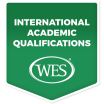 INTERNATIONAL
ACADEMIC
QUALIFICATIONS
WES